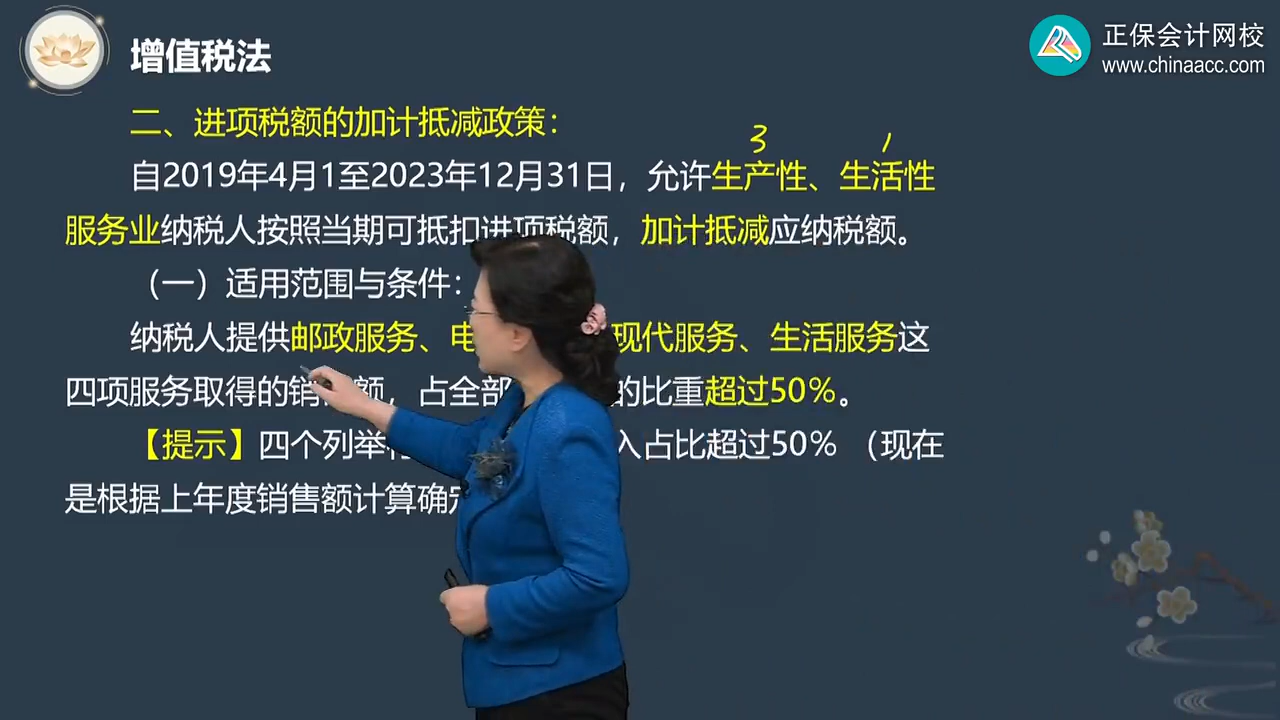 增值税法
正保会计网校
www.chinaacc.com
二、进项税额的加计抵减政策：
3 1
自2019年4月1至2023年12月31日，允许生产性、生活性
服务业纳税人按照当期可抵扣进项税额，加计抵减应纳税额。
（一）适用范围与条件：
纳税人提供邮政服务、电 现代服务、生活服务这
四项服务取得的销 额，占全部 的比重超过50%。
【提示】四个列举 入占比超过50% （现在
是根据上年度销售额计算确